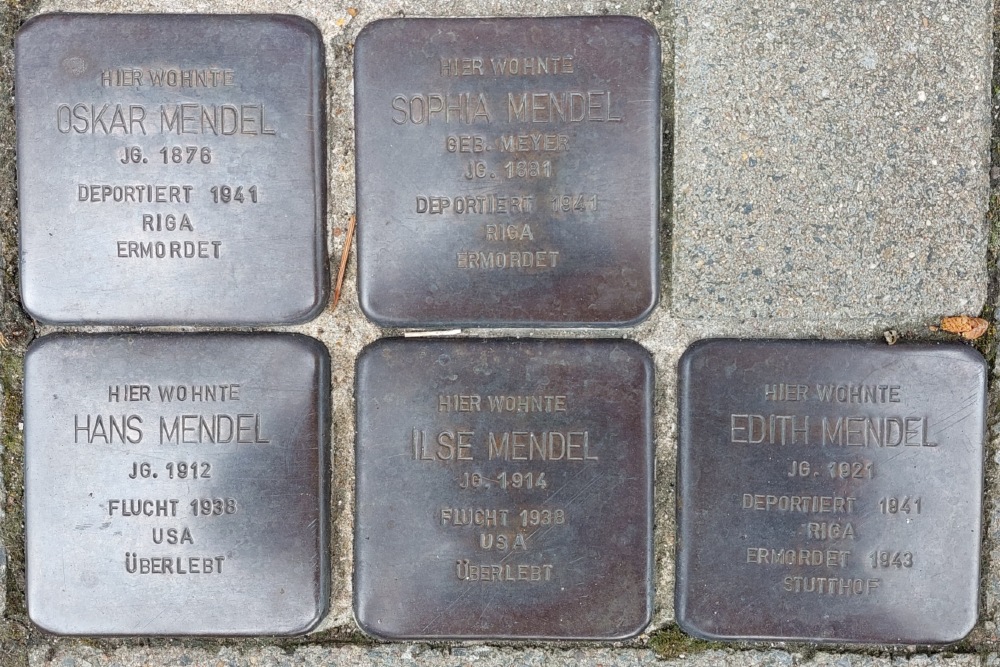 HIER WOHNTE
OSKAR MENDEL
JG. 1876
DEPORTIERT 1941
RIGA
ERMORDET
HIER WOHNTE
SOPHIA MENDEL
GEB. MEYER
JG. 1881
DEPORTIERT 1941
RIGA
ERMORDET
HIER WOHNTE
HANS MENDEL
JG. 1912
FLUCHT 1938
USA
ÜBERLEBT
HIER WOHNTE
ILSE MENDEL
JG. 1914
FLUCHT 1938
USA
ÜBERLEBT
HIER WOHNTE
EDITH MENDEL
JG. 1921
DEPORTIERT 1941
RIGA
ERMORDET 1943
STUTTHOF